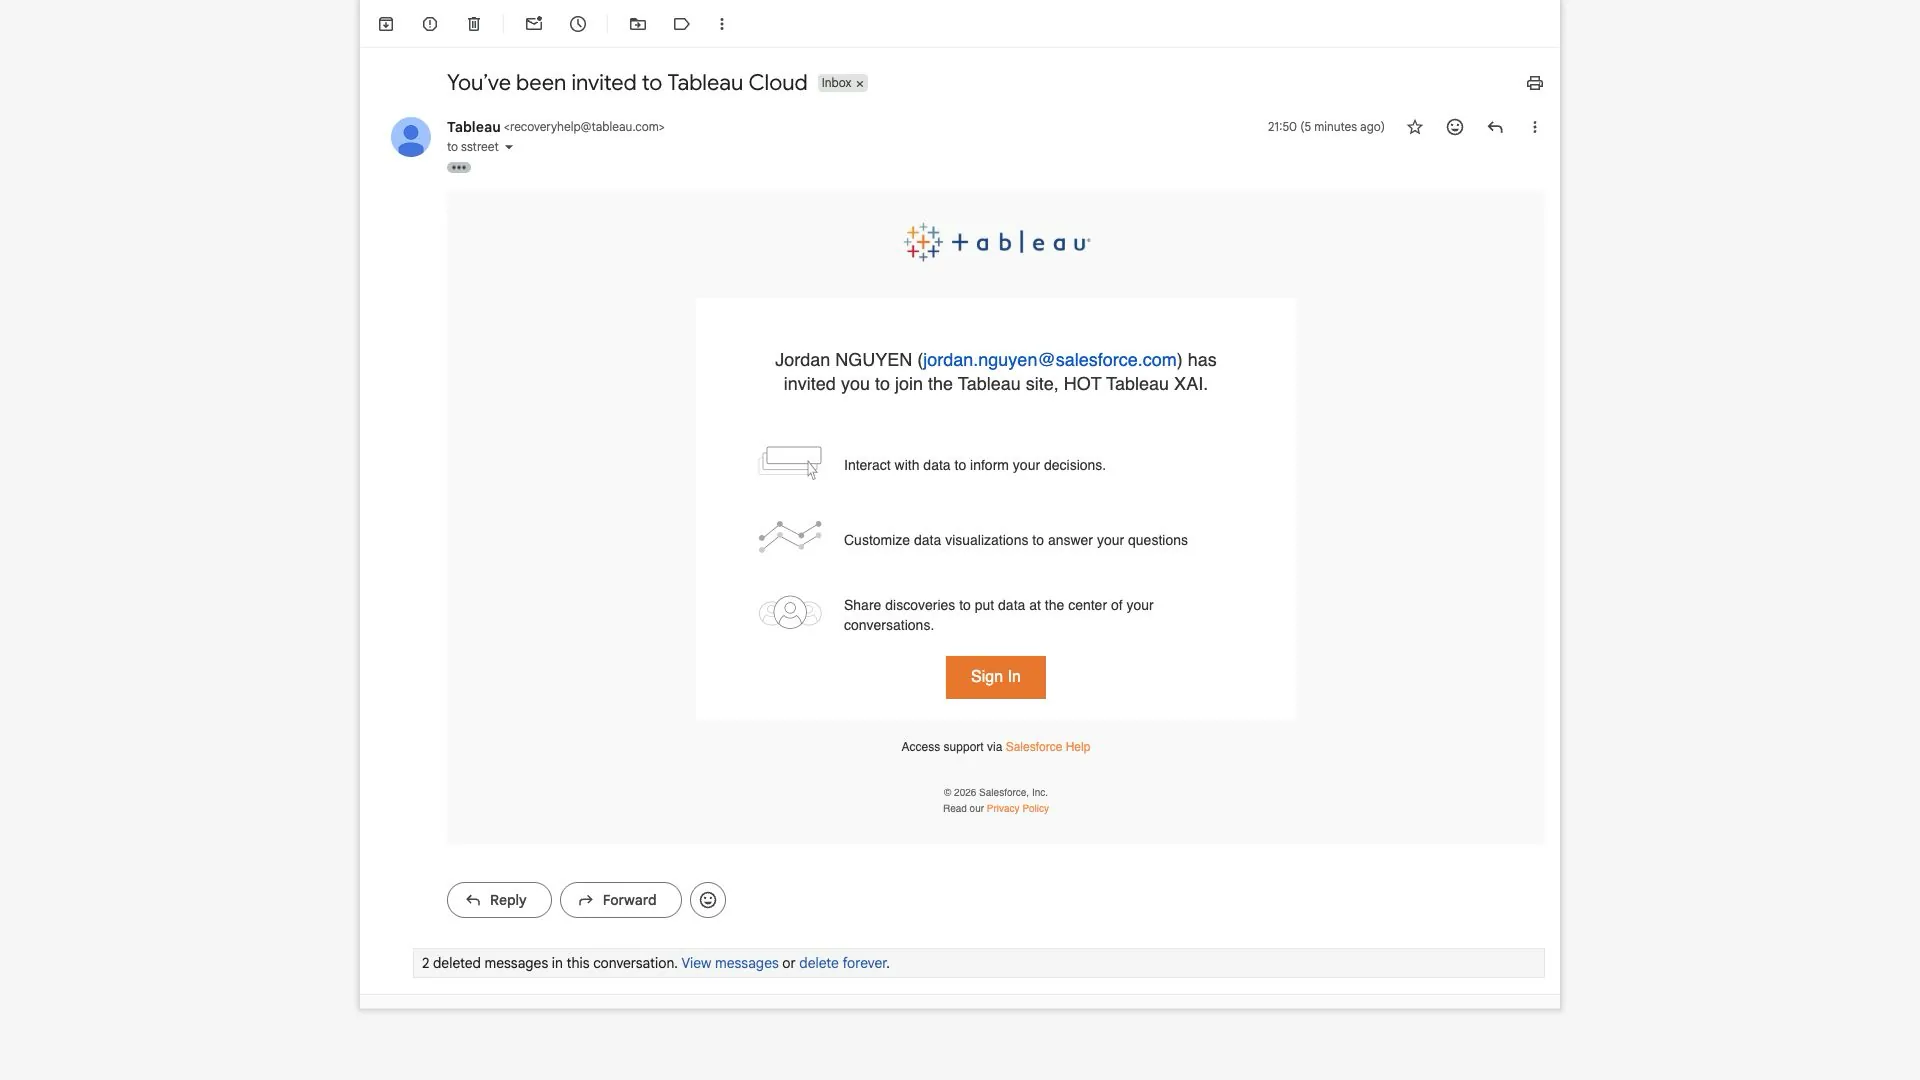 You've been invited to Tableau Cloud Inbox ×
Tableau <recoveryhelp@tableau.com> 21:50 (5 minutes ago)
to sstreet
+ableau
Jordan NGUYEN (jordan.nguyen@salesforce.com) has
invited you to join the Tableau site, HOT Tableau XAI.
Interact with data to inform your decisions.
Customize data visualizations to answer your questions
Share discoveries to put data at the center of your
conversations.
Sign In
Access support via Salesforce Help
© 2026 Salesforce, Inc.
Read our Privacy Policy
Reply Forward
2 deleted messages in this conversation. View messages or delete forever.